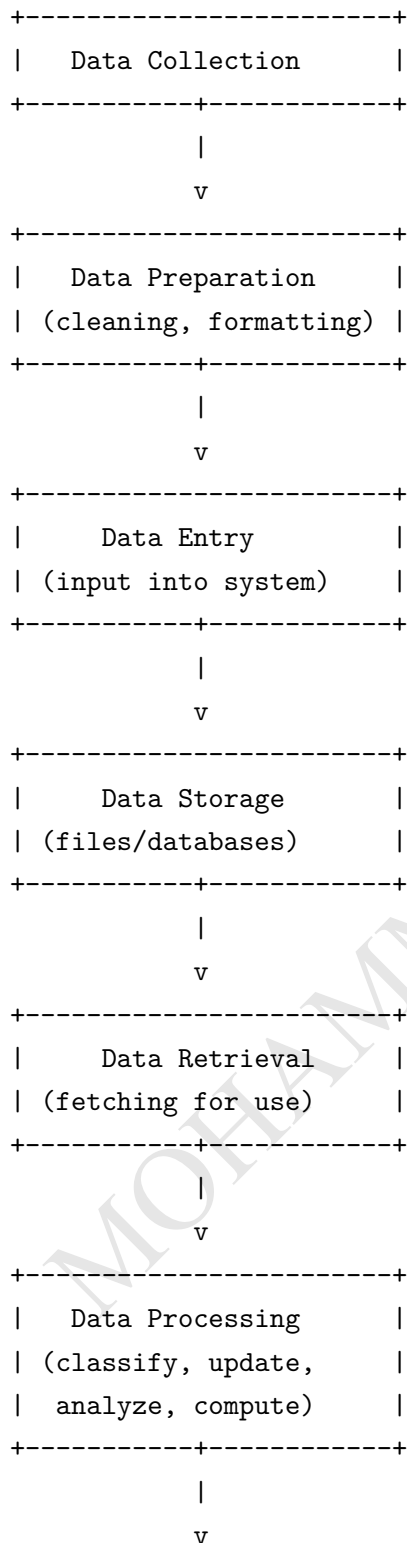 +------------------------+
|   Data Collection      |
+-----------+------------+
            |
            v
+------------------------+
|   Data Preparation     |
| (cleaning, formatting) |
+-----------+------------+
            |
            v
+------------------------+
|     Data Entry         |
| (input into system)    |
+-----------+------------+
            |
            v
+------------------------+
|     Data Storage       |
| (files/databases)      |
+-----------+------------+
            |
            v
+------------------------+
|     Data Retrieval     |
| (fetching for use)     |
+-----------+------------+
            |
            v
+------------------------+
|   Data Processing      |
| (classify, update,     |
|  analyze, compute)     |
+-----------+------------+
            |
            v